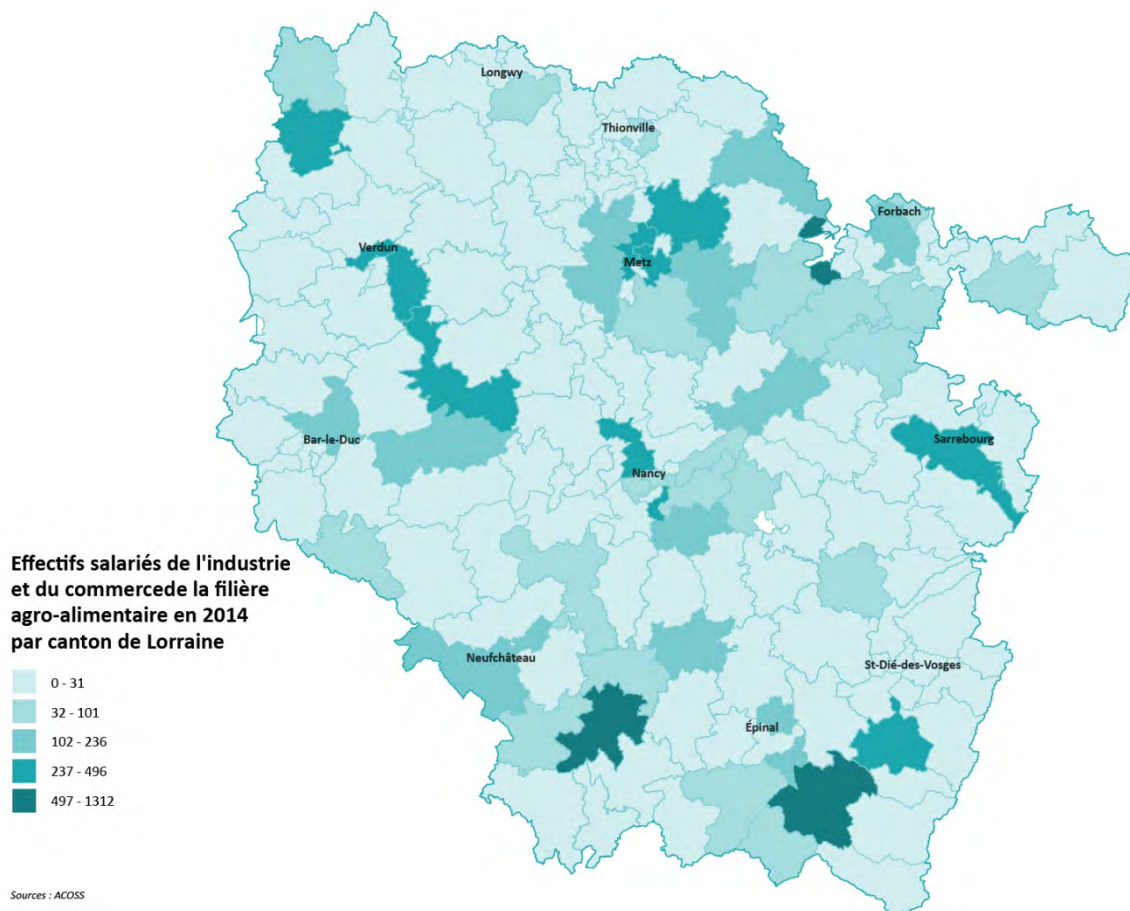 Longwy
Thionville
Forbach
Verdun
Metz
Bar-le-Duc
Sarrebourg
Nancy
Effectifs salariés de l'industrie
et du commercede la filière
agro-alimentaire en 2014
par canton de Lorraine
Neufchâteau
St-Dié-des-Vosges
0 - 31
32 - 101
102 - 236
Épinal
237 - 496
497 - 1312
Sources : ACOSS